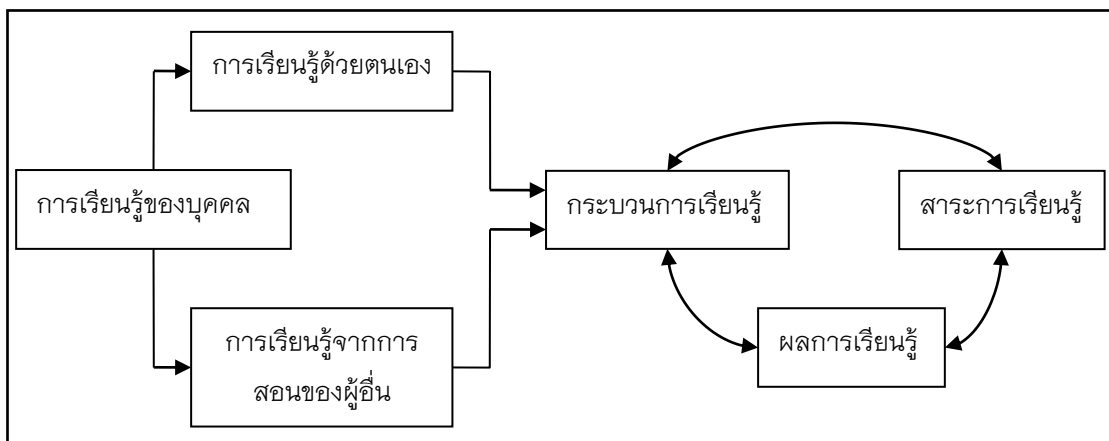 การเรียนรู้ด้วยตนเอง
การเรียนรู้ของบุคคล
การเรียนรู้จากการ
สอนของผู้อื่น
กระบวนการเรียนรู้
สาระการเรียนรู้
ผลการเรียนรู้